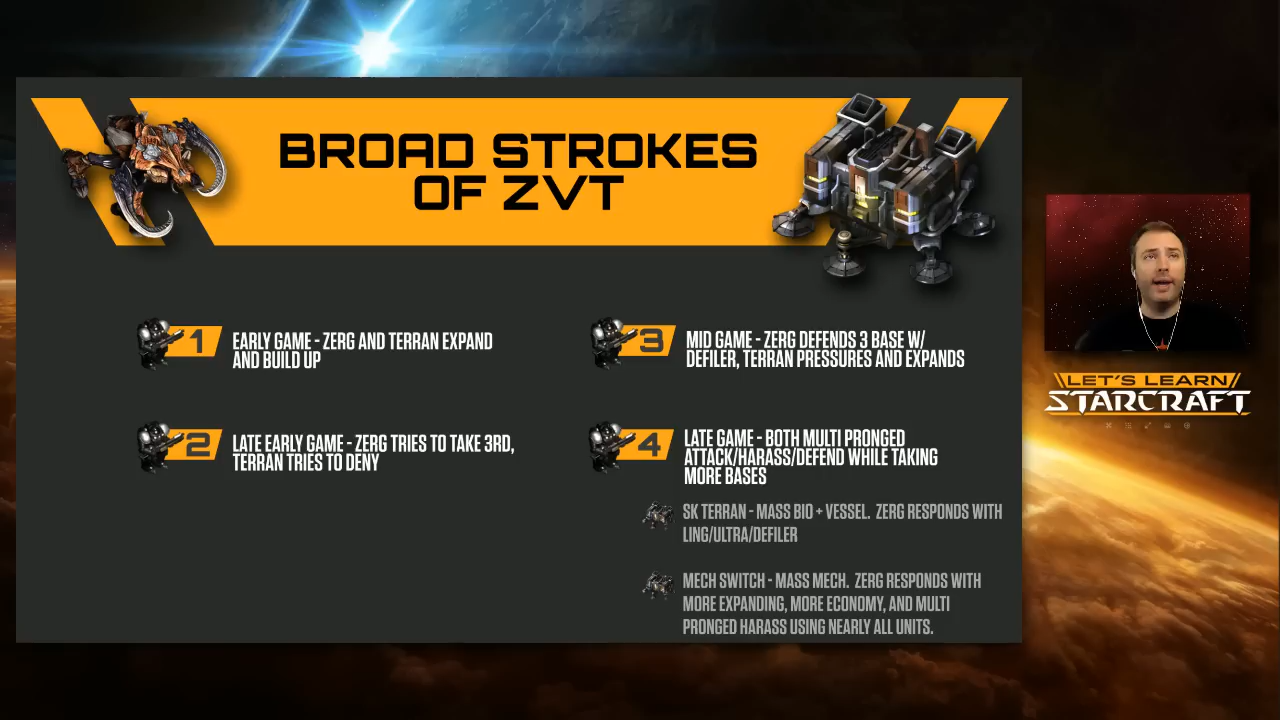 BROAD STROKES
OF ZVT
1
EARLY GAME - ZERG AND TERRAN EXPAND
AND BUILD UP
2
LATE EARLY GAME - ZERG TRIES TO TAKE 3RD,
TERRAN TRIES TO DENY
3
MID GAME - ZERG DEFENDS 3 BASE W/
DEFILER, TERRAN PRESSURES AND EXPANDS
4
LATE GAME - BOTH MULTI PRONGED
ATTACK/HARASS/DEFEND WHILE TAKING
MORE BASES
SK TERRAN - MASS BIO + VESSEL. ZERG RESPONDS WITH
LING/ULTRA/DEFILER
MECH SWITCH - MASS MECH. ZERG RESPONDS WITH
MORE EXPANDING, MORE ECONOMY, AND MULTI
PRONGED HARASS USING NEARLY ALL UNITS.
LET'S LEARN
STARCRAFT